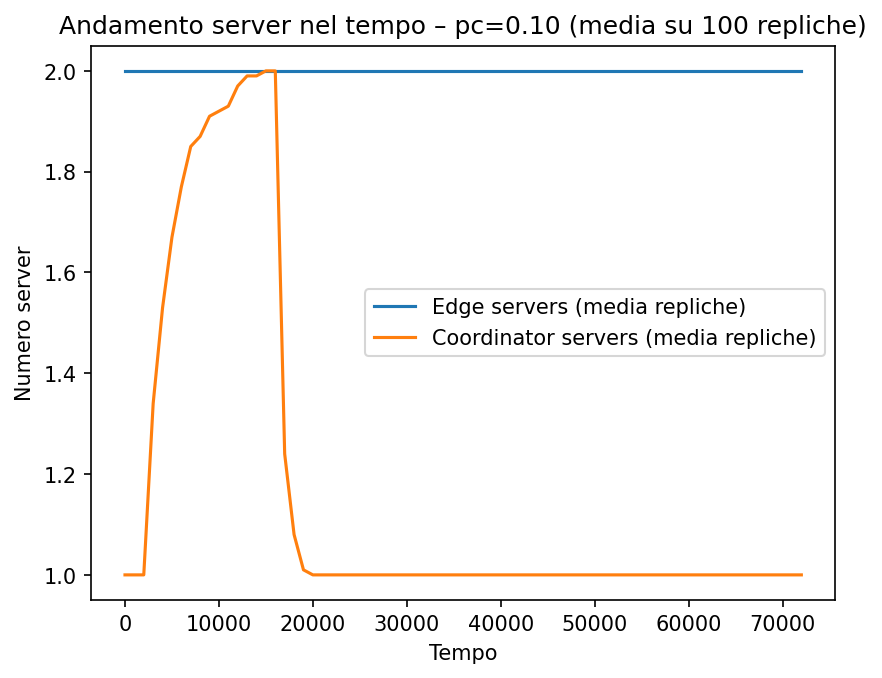 Andamento server nel tempo – pc=0.10 (media su 100 repliche)
Numero server
2.0
1.8
1.6
1.4
1.2
1.0
Edge servers (media repliche)
Coordinator servers (media repliche)
0 10000 20000 30000 40000 50000 60000 70000
Tempo